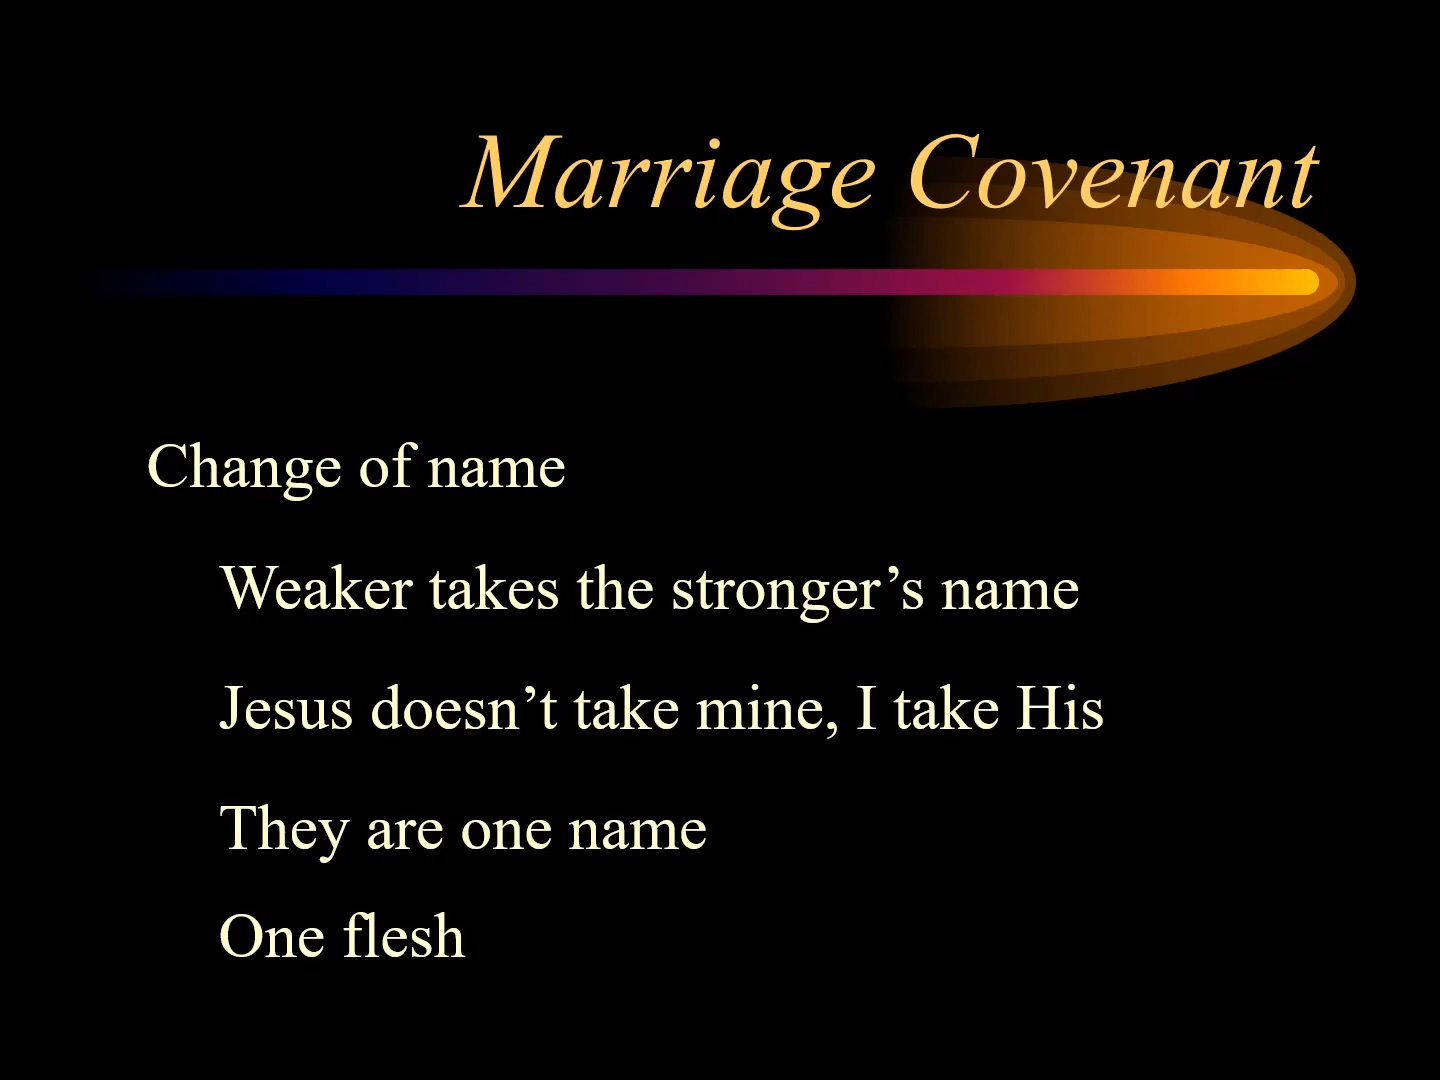 Marriage Covenant
Change of name
Weaker takes the stronger’s name
Jesus doesn’t take mine, I take His
They are one name
One flesh